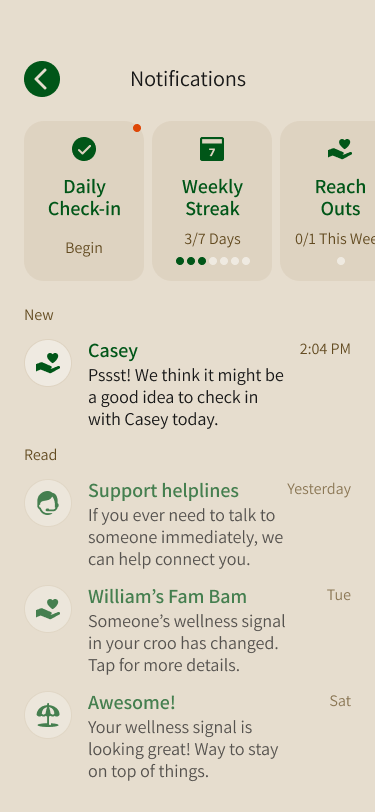 Notifications
Daily
Check-in
Begin
7
Weekly
Streak
3/7 Days
Reach
Outs
0/1 This Wee
New
Casey
2:04 PM
Pssst! We think it might be
a good idea to check in
with Casey today.
Read
Support helplines
Yesterday
If you ever need to talk to
someone immediately, we
can help connect you.
William’s Fam Bam
Tue
Someone’s wellness signal
in your croo has changed.
Tap for more details.
Awesome!
Sat
Your wellness signal is
looking great! Way to stay
on top of things.